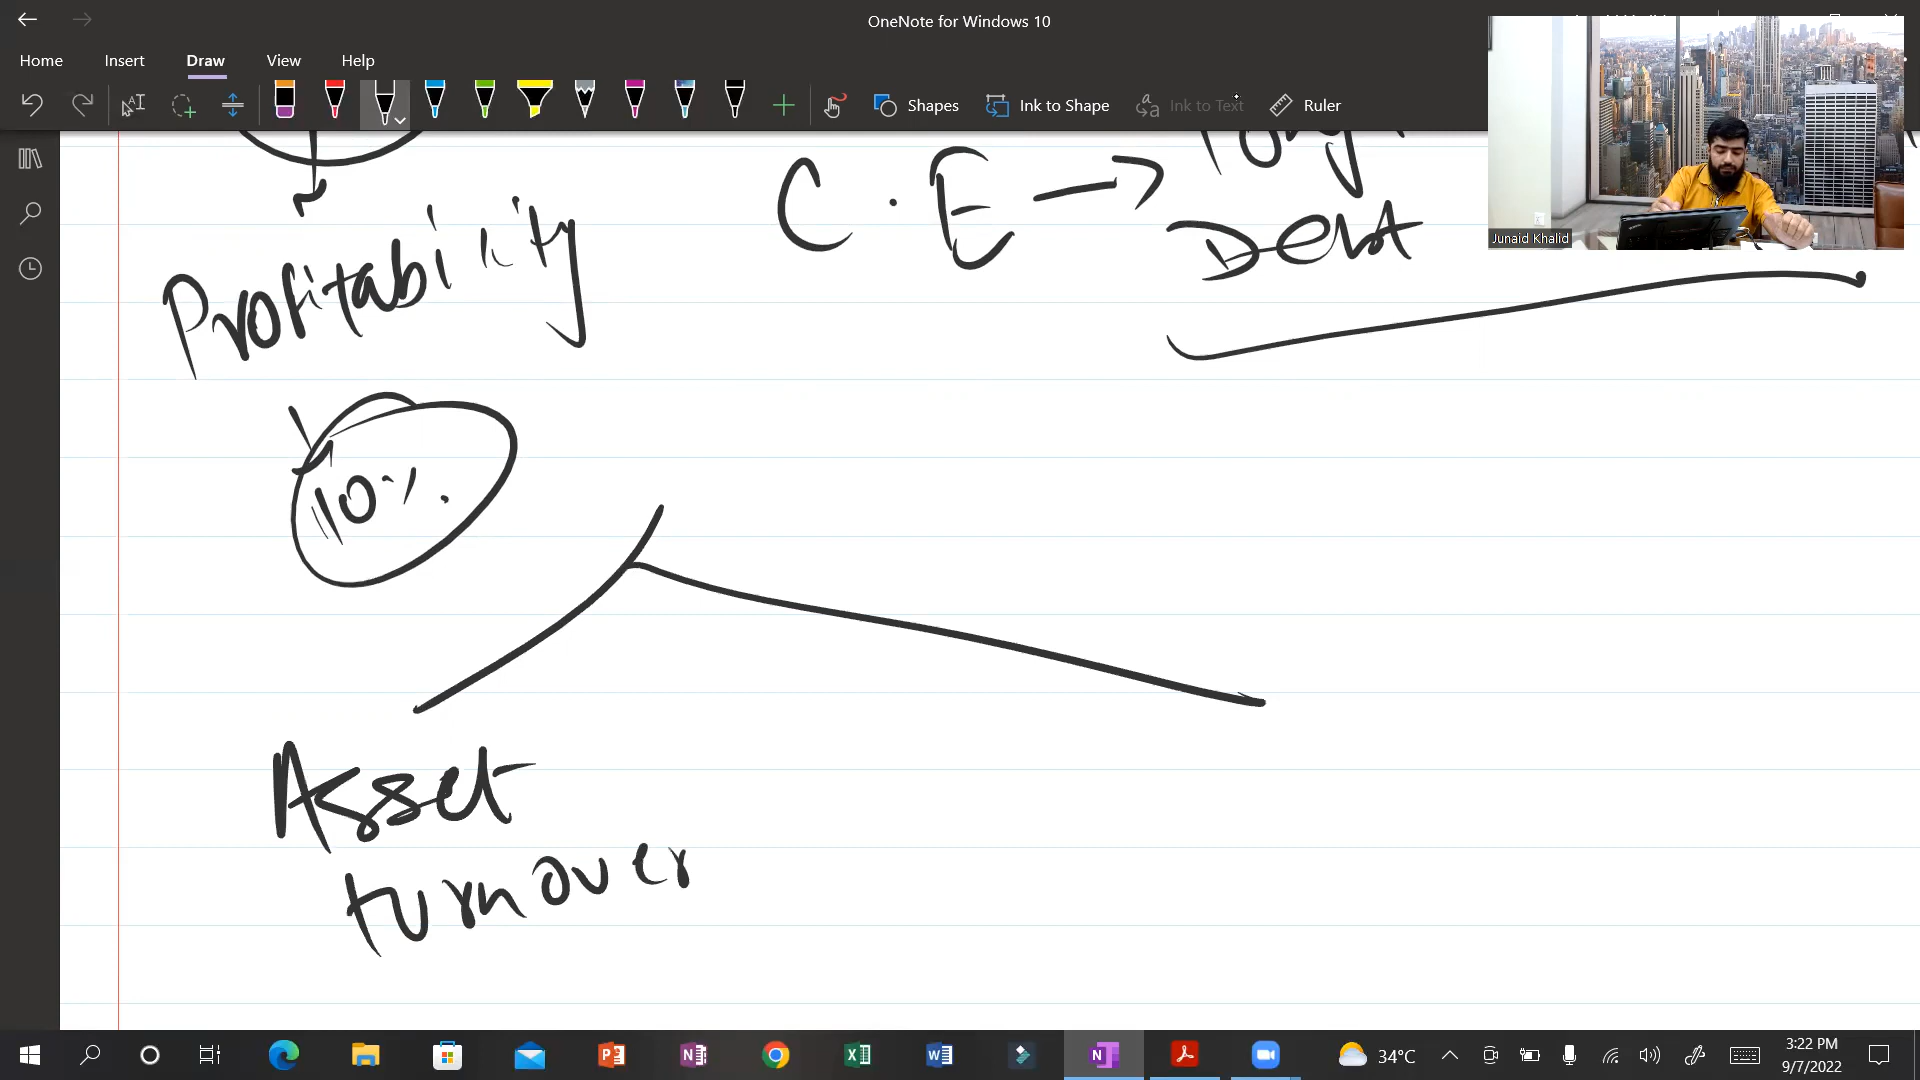 OneNote for Windows 10
Home Insert Draw View Help
Shapes Ink to Shape Ink to Text Ruler
Junaid Khalid
C.E → long
Debt
Profitability
10%.
Asset
turnover
34°C
3:22 PM
9/7/2022